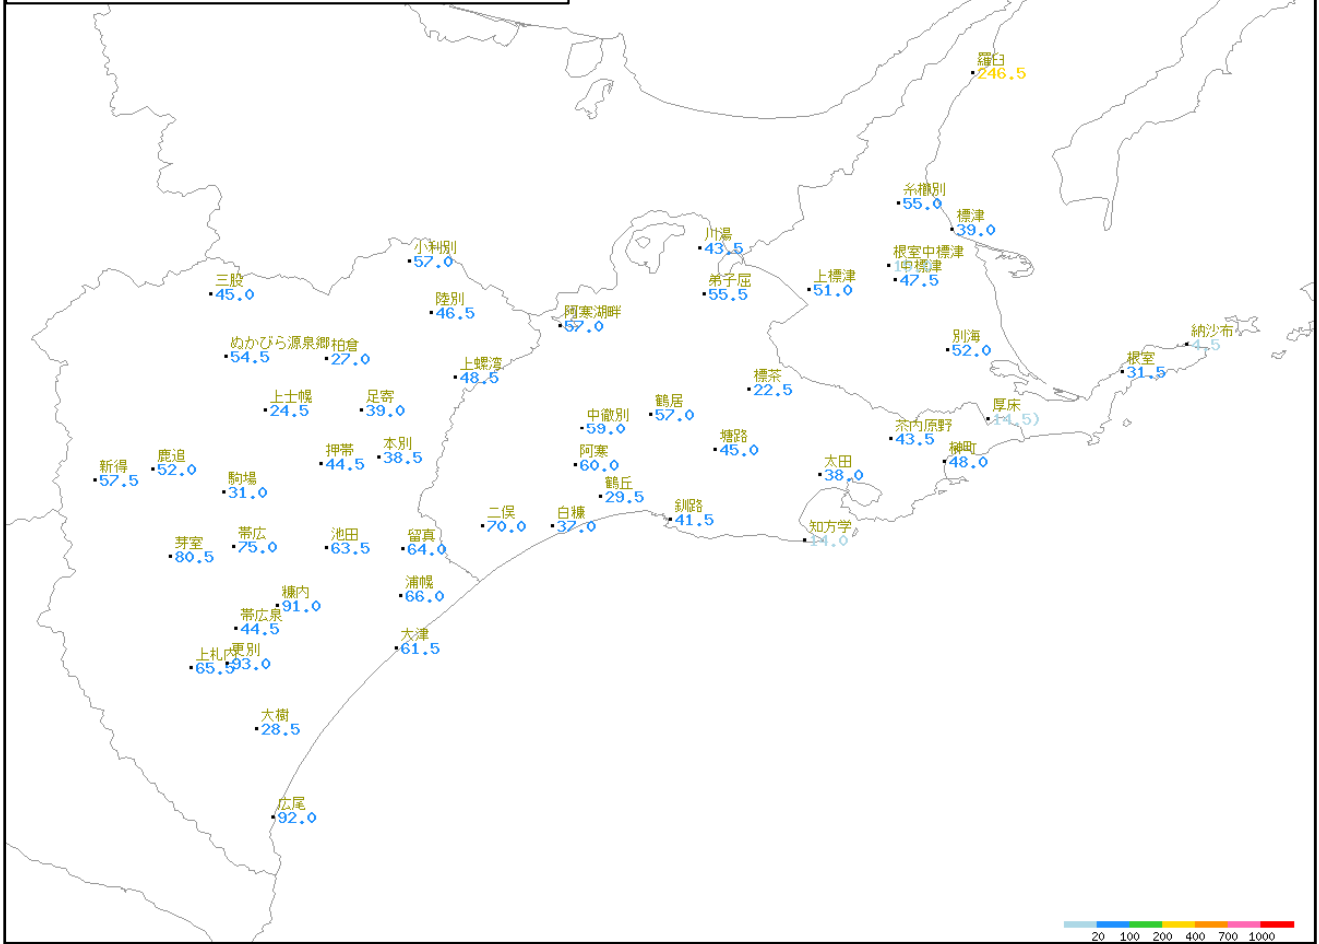 羅臼
246.5
糸櫛別
55.0
標津
39.0
川湯
43.5
小利別
57.0
根室中標津
中標津
47.5
三股
45.0
弟子屈
55.5
上標津
51.0
陸別
46.5
阿寒湖畔
57.0
納沙布
4.5
ぬかびら源泉郷
54.5
柏倉
27.0
別海
52.0
根室
31.5
上螺湾
48.5
標茶
22.5
上士幌
24.5
足寄
39.0
鶴居
57.0
厚床
14.5)
中徹別
59.0
茶内原野
43.5
塘路
45.0
榊町
48.0
本別
38.5
押帯
44.5
阿寒
60.0
鹿追
52.0
新得
57.5
太田
38.0
駒場
31.0
鶴丘
29.5
釧路
41.5
二俣
70.0
白糠
37.0
知方学
14.0
帯広
75.0
池田
63.5
留真
64.0
芽室
80.5
浦幌
66.0
糠内
91.0
帯広泉
44.5
大津
61.5
上札内
65.5
更別
93.0
大樹
28.5
広尾
92.0
20 100 200 400 700 1000